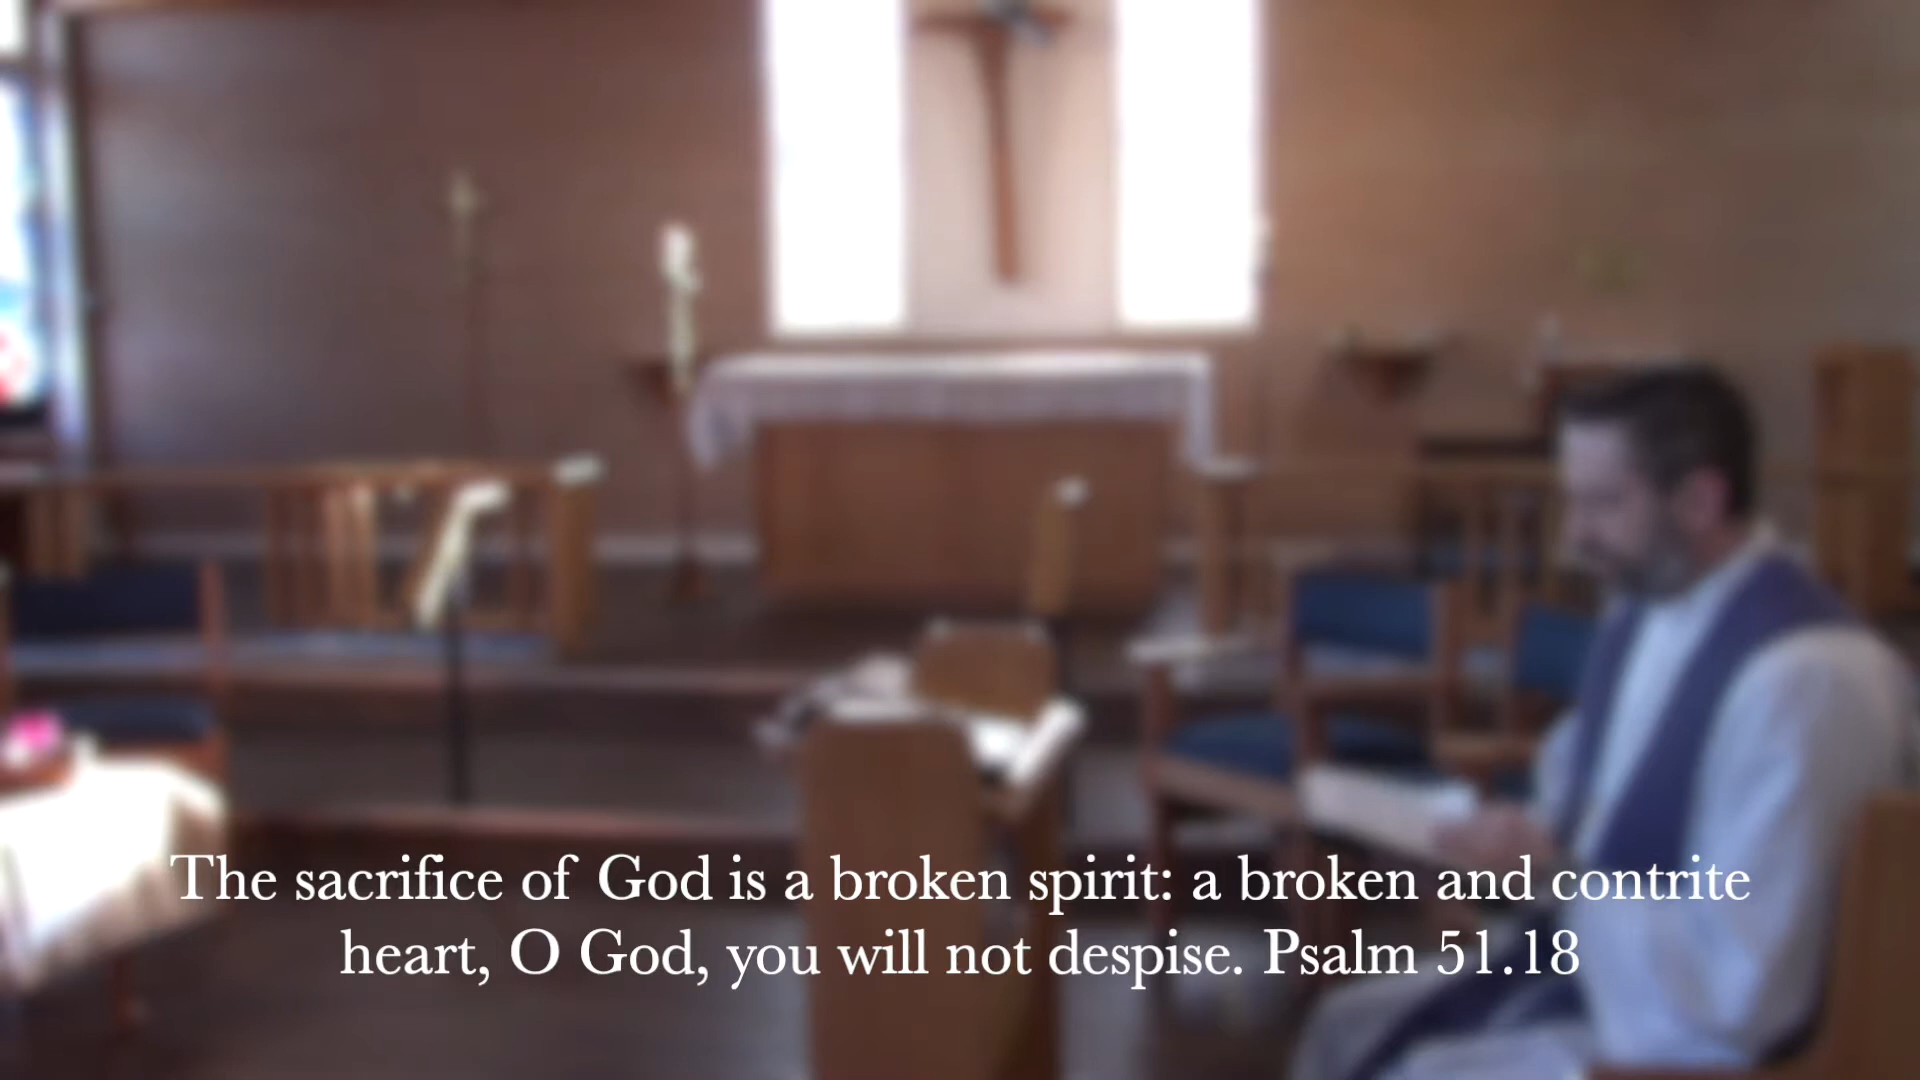 The sacrifice of God is a broken spirit: a broken and contrite
heart, O God, you will not despise. Psalm 51.18